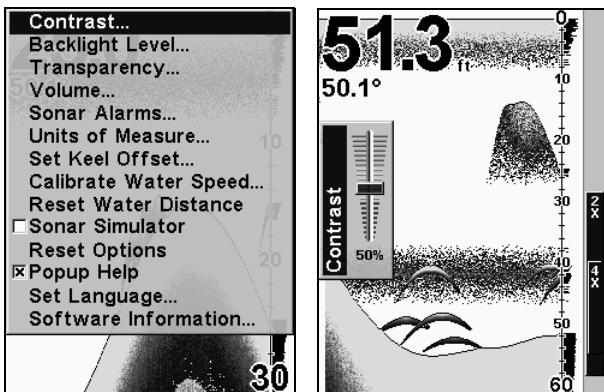 Contrast...
Backlight Level...
Transparency...
Volume...
Sonar Alarms...
Units of Measure...
Set Keel Offset...
Calibrate Water Speed...
Reset Water Distance
Sonar Simulator
Reset Options
Popup Help
Set Language...
Software Information...
10
20
30
51.3 ft
50.1°
Contrast
50%
0
10
20
30
40
50
60
2X
4X